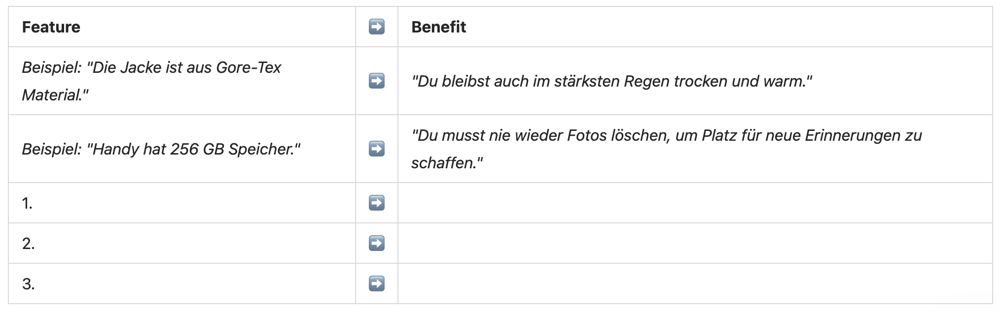 Feature ➡️ Benefit
Beispiel: "Die Jacke ist aus Gore-Tex
Material."
➡️
"Du bleibst auch im stärksten Regen trocken und warm."
Beispiel: "Handy hat 256 GB Speicher."
➡️
"Du musst nie wieder Fotos löschen, um Platz für neue Erinnerungen zu
schaffen."
1. ➡️
2. ➡️
3. ➡️